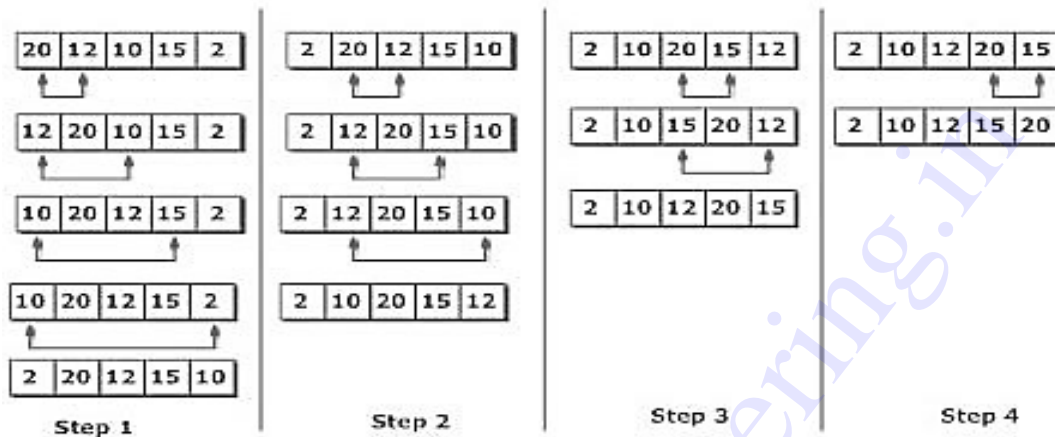 20 12 10 15 2
12 20 10 15 2
10 20 12 15 2
10 20 12 15 2
2 20 12 15 10
Step 1
2 20 12 15 10
2 12 20 15 10
2 12 20 15 10
2 10 20 15 12
Step 2
2 10 20 15 12
2 10 15 20 12
2 10 12 20 15
Step 3
2 10 12 20 15
2 10 12 15 20
Step 4
ering.in